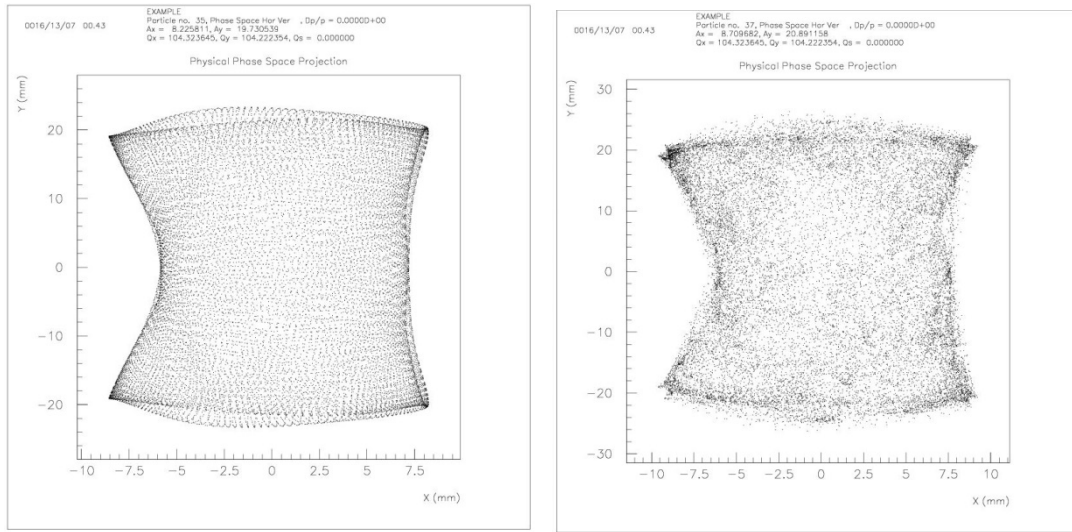 EXAMPLE
Particle no. 35, Phase Space Hor Ver , Dp/p = 0.0000D+00
0016/13/07 00.43
Ax = 8.225811, Ay = 19.730539
Qx = 104.323645, Qy = 104.222354, Qs = 0.000000
Physical Phase Space Projection
Y (mm)
20
10
0
-10
-20
-10
-7.5
-5
-2.5
0
2.5
5
7.5
X (mm)
EXAMPLE
Particle no. 37, Phase Space Hor Ver , Dp/p = 0.0000D+00
0016/13/07 00.43
Ax = 8.709682, Ay = 20.891158
Qx = 104.323645, Qy = 104.222354, Qs = 0.000000
Physical Phase Space Projection
Y (mm)
30
20
10
0
-10
-20
-30
-10
-7.5
-5
-2.5
0
2.5
5
7.5
10
X (mm)